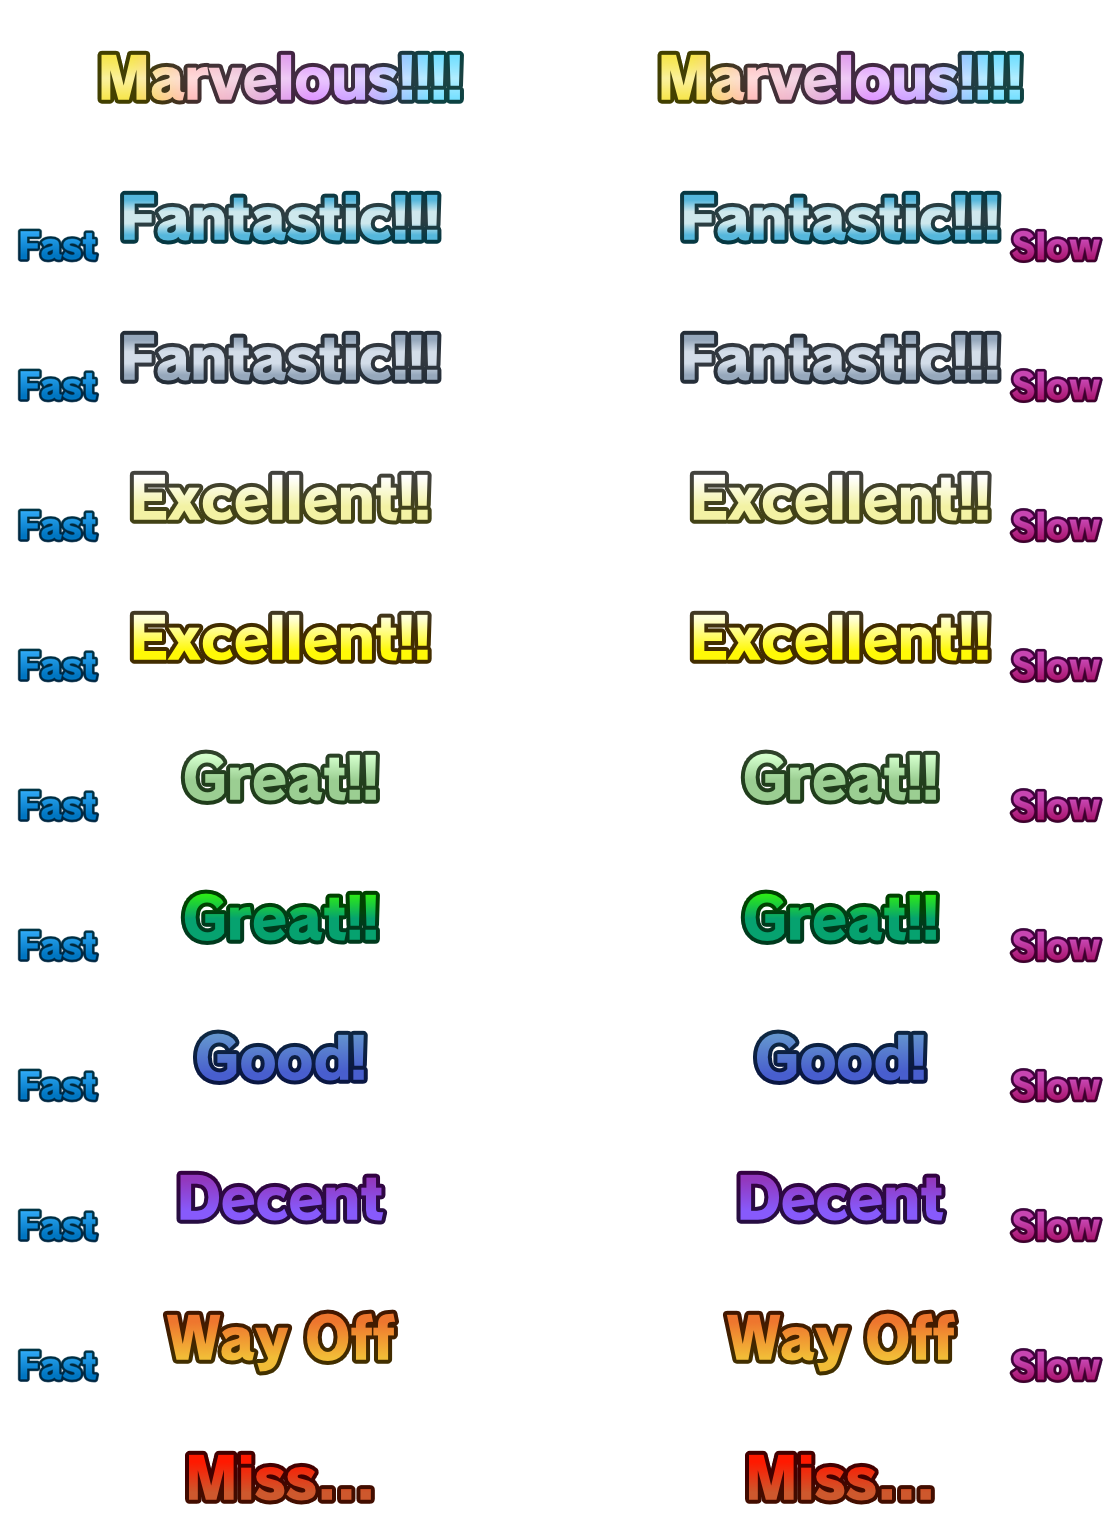 Marvelous!!!! Marvelous!!!!
Fast Fantastic!!! Fantastic!!! Slow
Fast Fantastic!!! Fantastic!!! Slow
Fast Excellent!! Excellent!! Slow
Fast Excellent!! Excellent!! Slow
Fast Great!! Great!! Slow
Fast Great!! Great!! Slow
Fast Good! Good! Slow
Fast Decent Decent Slow
Fast Way Off Way Off Slow
Miss... Miss...